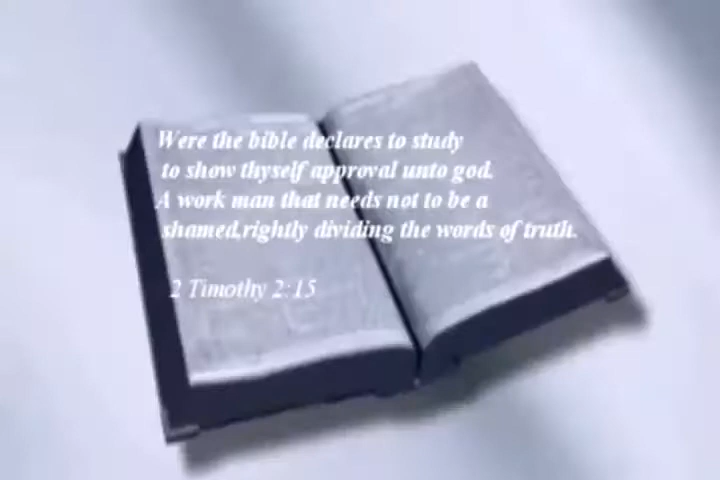 Were the bible declares to study
to show thyself approval unto god.
A work man that needs not to be a
shamed,rightly dividing the words of truth.
2 Timothy 2:15